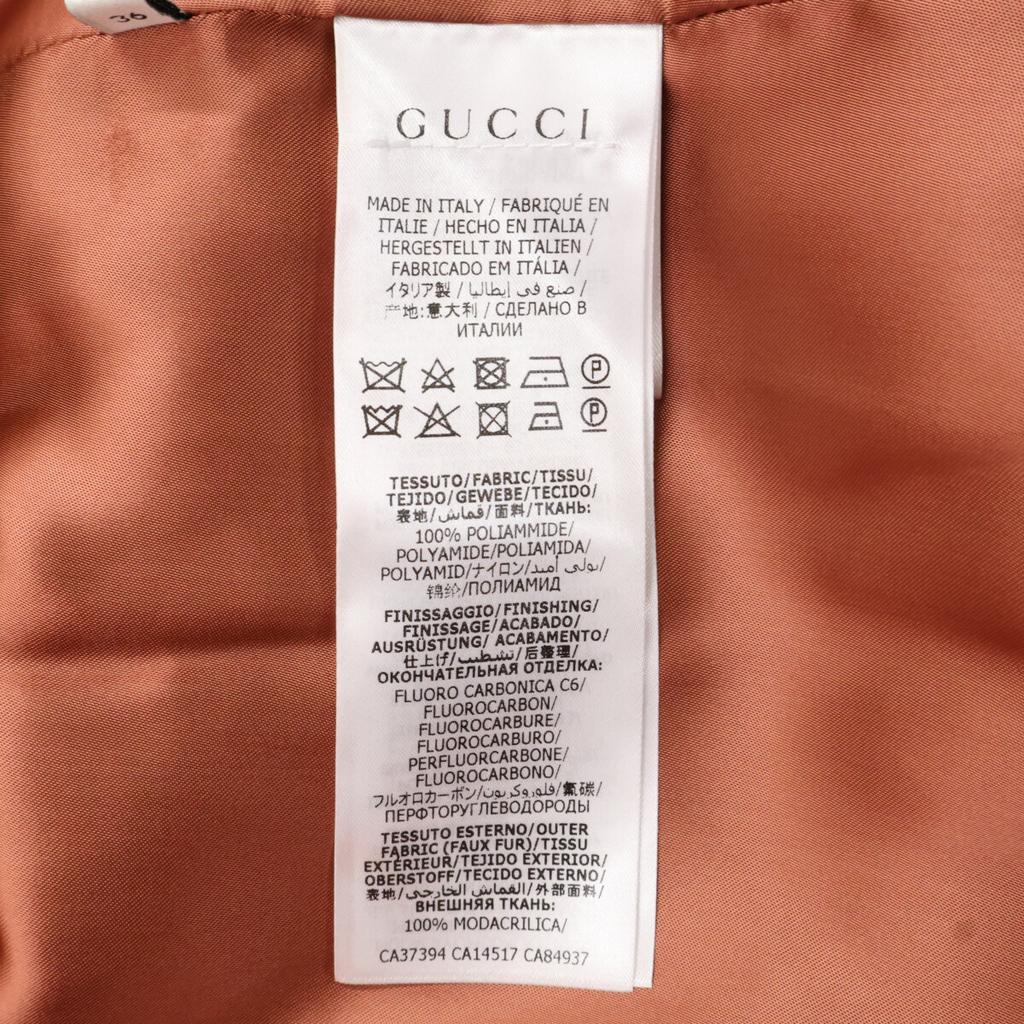 36
GUCCI
MADE IN ITALY / FABRIQUÉ EN
ITALIE / HECHO EN ITALIA /
HERGESTELLT IN ITALIEN /
FABRICADO EM ITÁLIA /
イタリア製 / صنع في إيطاليا /
产地:意大利 / СДЕЛАНО В
ИТАЛИИ
P
P
TESSUTO/FABRIC/TISSU/
TEJIDO/GEWEBE/TECIDO/
表地/قماش/面料/ТКАНЬ:
100% POLIAMMIDE/
POLYAMIDE/POLIAMIDA/
POLYAMID/ナイロン/بولي أميد/
锦纶/ПОЛИАМИД
FINISSAGGIO/FINISHING/
FINISSAGE/ACABADO/
AUSRÜSTUNG/ ACABAMENTO/
仕上げ/تشطيب/后整理/
ОКОНЧАТЕЛЬНАЯ ОТДЕЛКА:
FLUORO CARBONICA C6/
FLUOROCARBON/
FLUOROCARBURE/
FLUOROCARBURO/
PERFLUORCARBONE/
FLUOROCARBONO/
フルオロカーボン/فلوروكربون/氟碳/
ПЕРФТОРУГЛЕВОДОРОДЫ
TESSUTO ESTERNO/OUTER
FABRIC (FAUX FUR)/TISSU
EXTÉRIEUR/TEJIDO EXTERIOR/
OBERSTOFF/TECIDO EXTERNO/
表地/القماش الخارجي/外部面料/
ВНЕШНЯЯ ТКАНЬ:
100% MODACRILICA/
CA37394 CA14517 CA84937